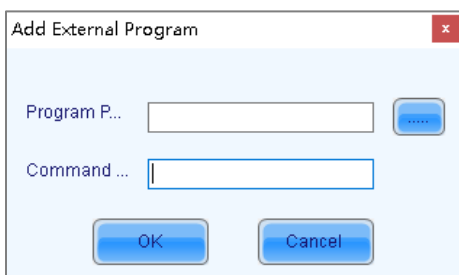 Add External Program
x
Program P...
.....
Command ...
OK
Cancel